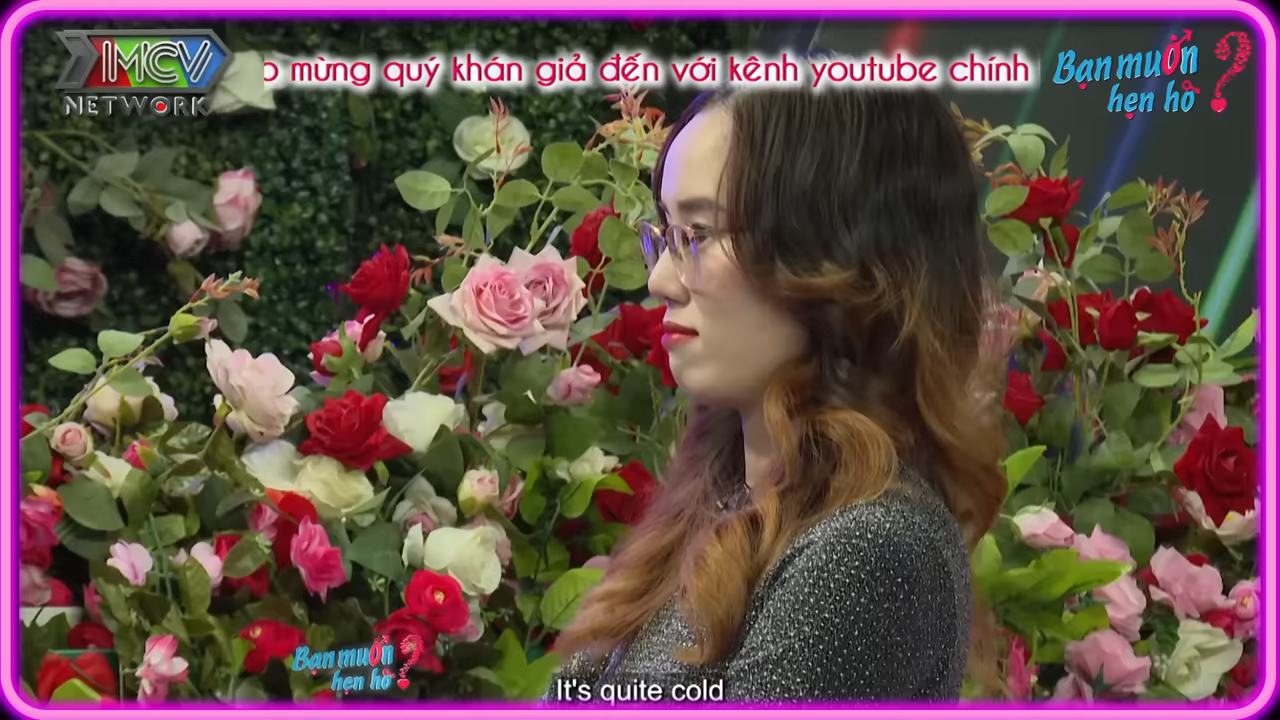 MCV
NETWORK
o mừng quý khán giả đến với kênh youtube chính
Bạn muốn
hẹn hò
Bạn muốn
hẹn hò
It's quite cold